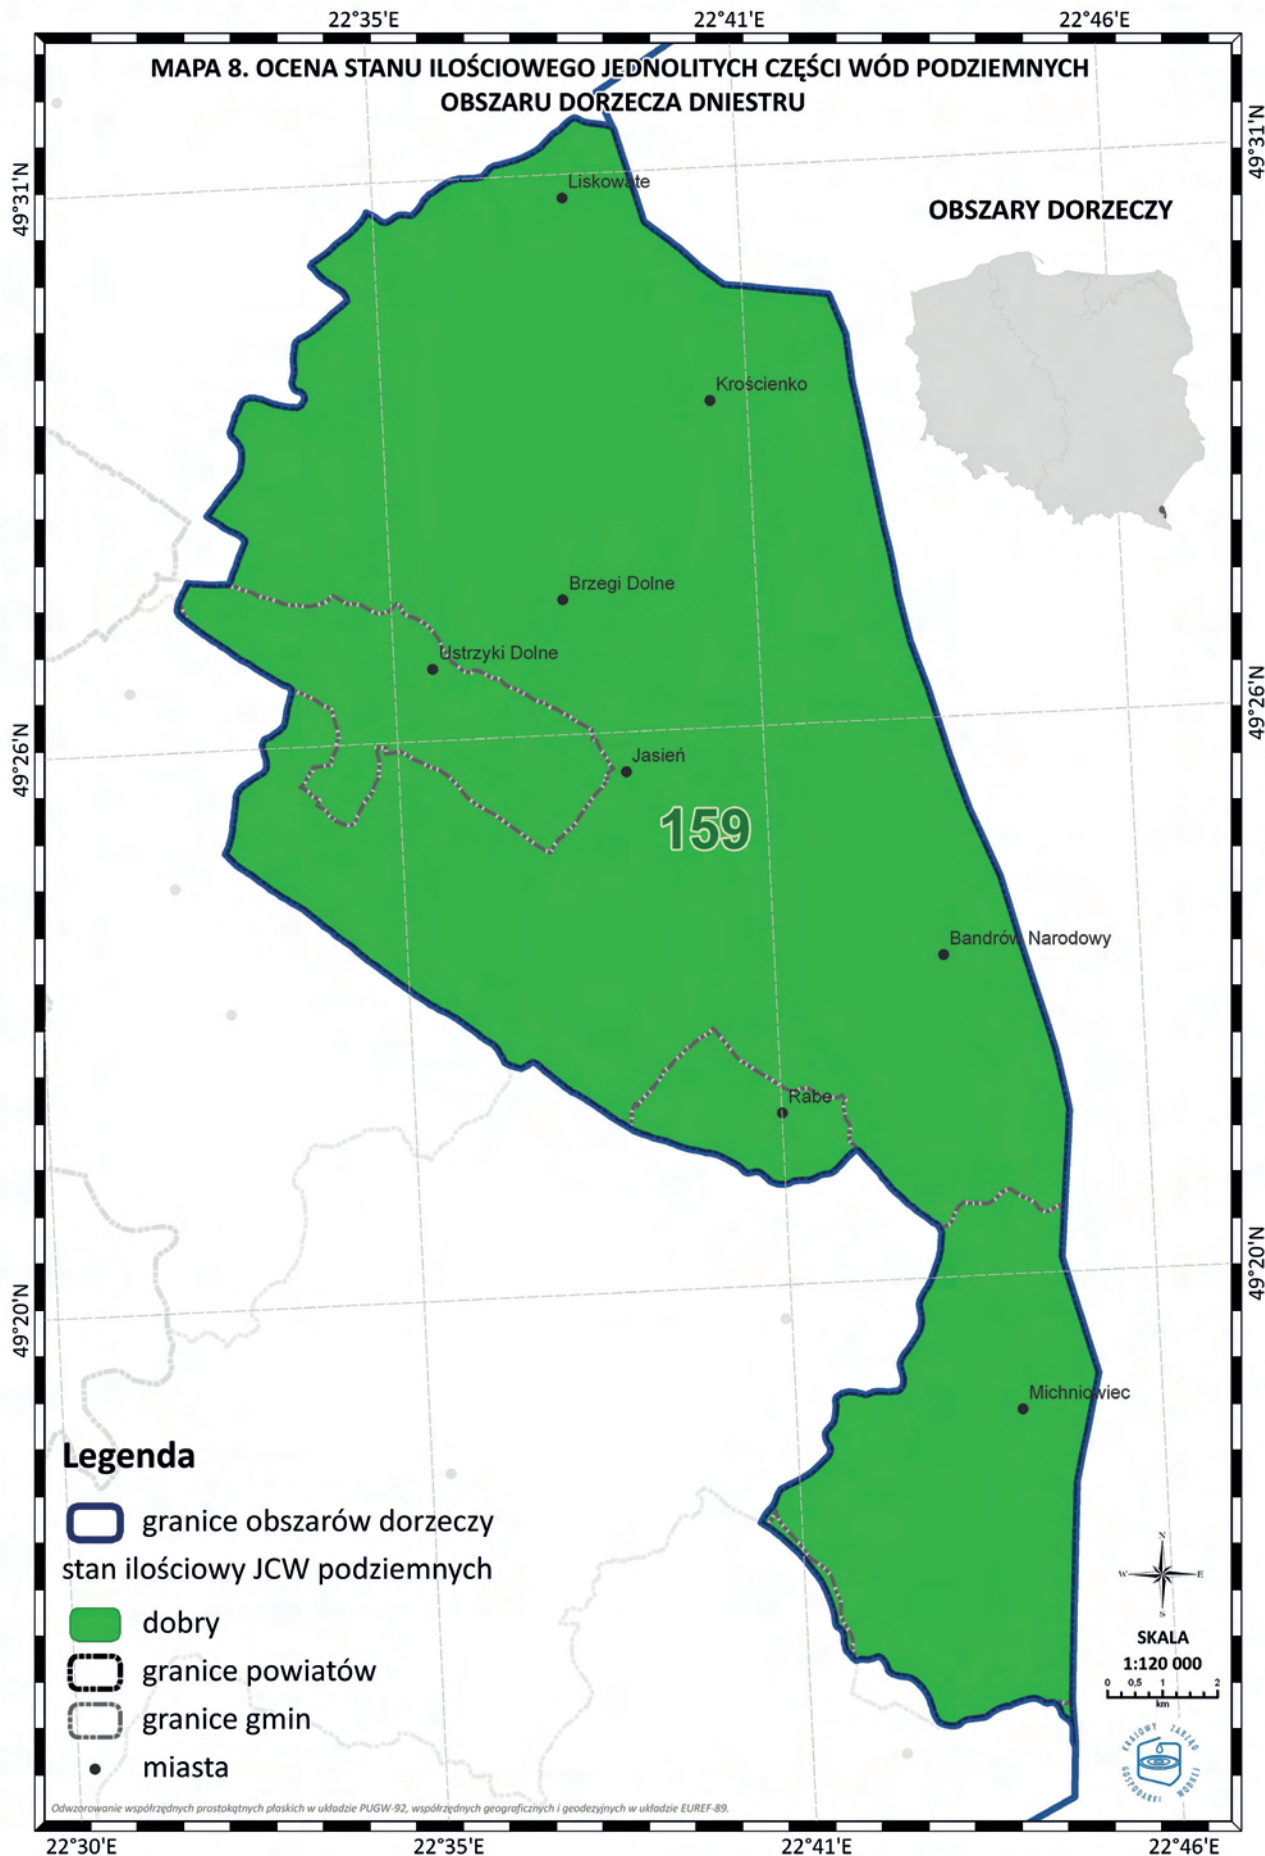 22°35'E
22°41'E
22°46'E
MAPA 8. OCENA STANU ILOŚCIOWEGO JEDNOLITYCH CZĘŚCI WÓD PODZIEMNYCH
OBSZARU DORZECZA DNIESTRU
49°31'N
49°31'N
Liskowate
OBSZARY DORZECZY
Krościenko
Brzegi Dolne
Ustrzyki Dolne
49°26'N
49°26'N
Jasień
159
Bandrów Narodowy
Rabe
49°20'N
49°20'N
Michniowiec
Legenda
granice obszarów dorzeczy
stan ilościowy JCW podziemnych
dobry
granice powiatów
granice gmin
miasta
N
W
E
S
SKALA
1:120 000
0 0,5 1 2
km
KRAJOWY ZARZĄD
GOSPODARKI WODNEJ
Odwzorowanie współrzędnych prostokątnych płaskich w układzie PUGW-92, współrzędnych geograficznych i geodezyjnych w układzie EUREF-89.
22°30'E
22°35'E
22°41'E
22°46'E